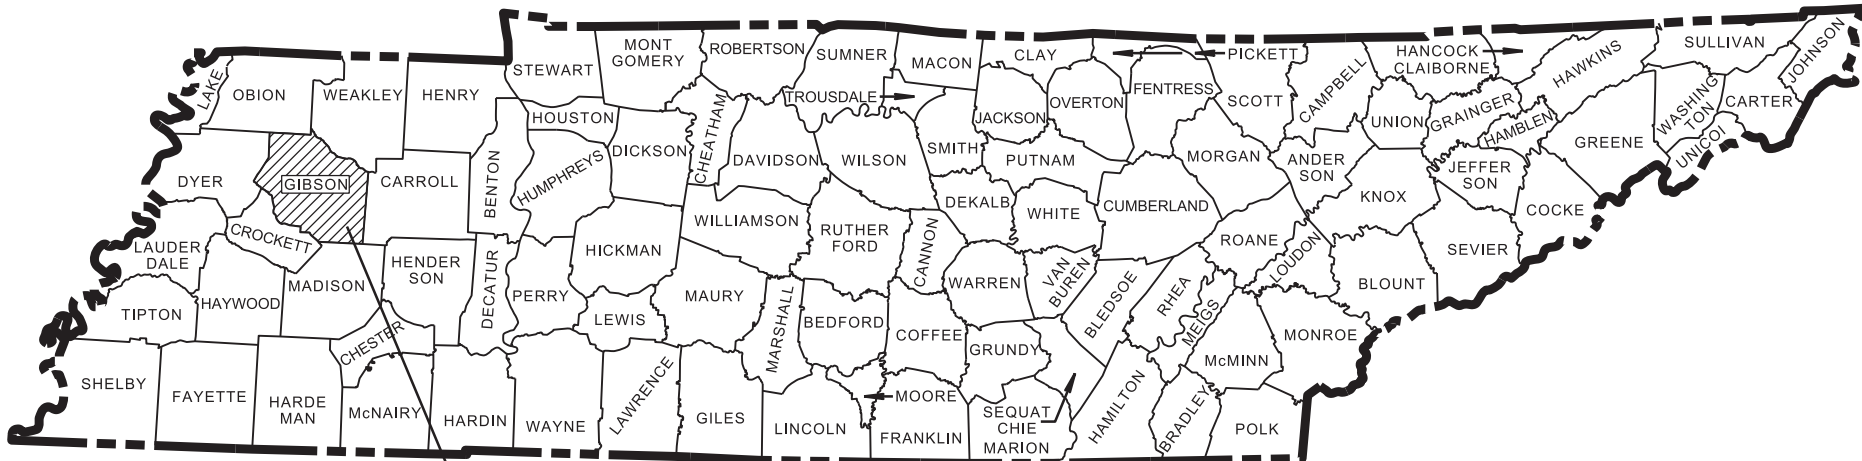 LAKE
OBION
WEAKLEY
HENRY
STEWART
MONT
GOMERY
ROBERTSON
SUMNER
MACON
CLAY
PICKETT
HANCOCK
CLAIBORNE
HAWKINS
SULLIVAN
JOHNSON
TROUSDALE
JACKSON
OVERTON
FENTRESS
SCOTT
CAMPBELL
UNION
GRAINGER
HAMBLEN
WASHING
TON
CARTER
UNICOI
GREENE
HOUSTON
DICKSON
CHEATHAM
DAVIDSON
WILSON
SMITH
PUTNAM
MORGAN
ANDER
SON
KNOX
JEFFER
SON
COCKE
DYER
GIBSON
CARROLL
BENTON
HUMPHREYS
WILLIAMSON
RUTHER
FORD
CANNON
DEKALB
WHITE
CUMBERLAND
ROANE
LOUDON
SEVIER
BLOUNT
LAUDER
DALE
CROCKETT
HAYWOOD
MADISON
HENDER
SON
DECATUR
PERRY
HICKMAN
LEWIS
MAURY
MARSHALL
BEDFORD
COFFEE
WARREN
VAN
BUREN
BLEDSOE
RHEA
MEIGS
McMINN
MONROE
TIPTON
SHELBY
FAYETTE
HARDE
MAN
CHESTER
McNAIRY
HARDIN
WAYNE
LAWRENCE
GILES
LINCOLN
MOORE
FRANKLIN
GRUNDY
SEQUAT
CHIE
MARION
HAMILTON
BRADLEY
POLK